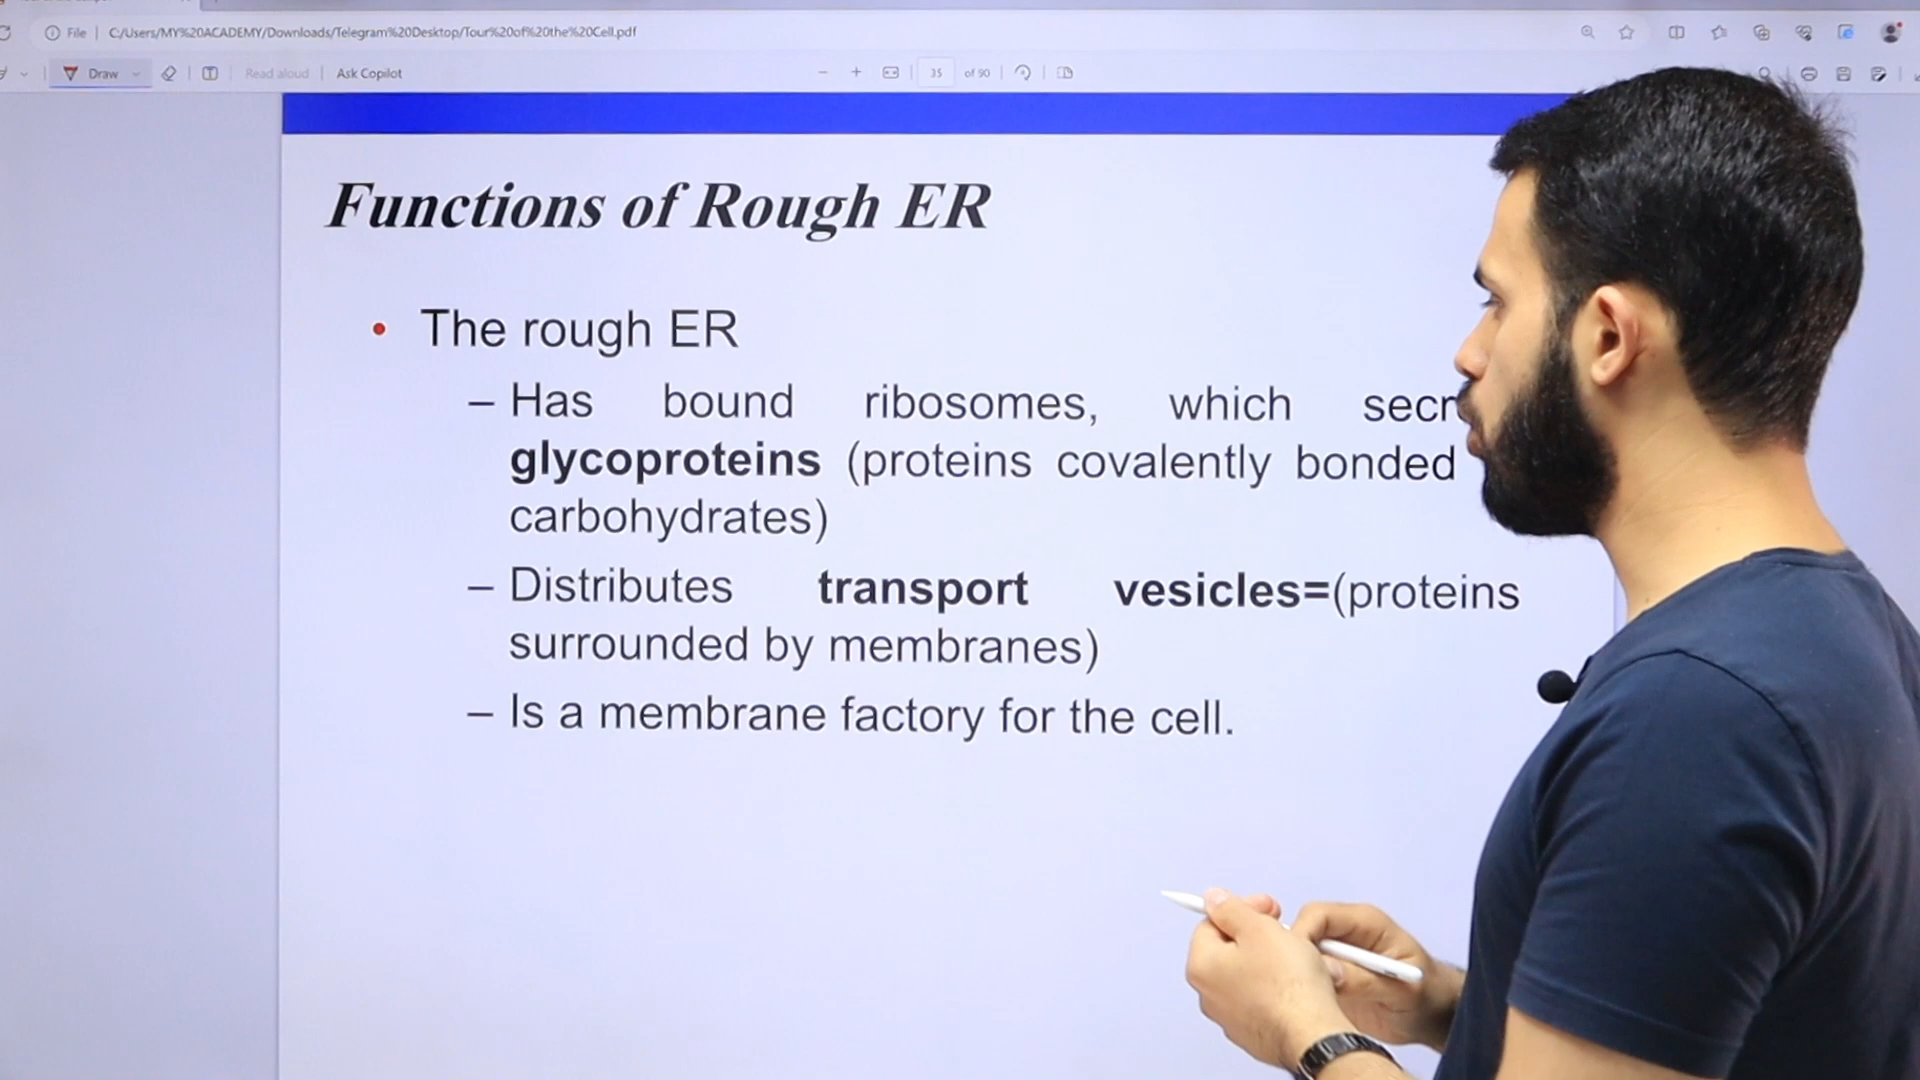 File | C:/Users/MY%20ACADEMY/Downloads/Telegram%20Desktop/Tour%20of%20the%20Cell.pdf
Draw Read aloud Ask Copilot 35 of 90
Functions of Rough ER
• The rough ER
– Has bound ribosomes, which secr
glycoproteins (proteins covalently bonded
carbohydrates)
– Distributes transport vesicles=(proteins
surrounded by membranes)
– Is a membrane factory for the cell.